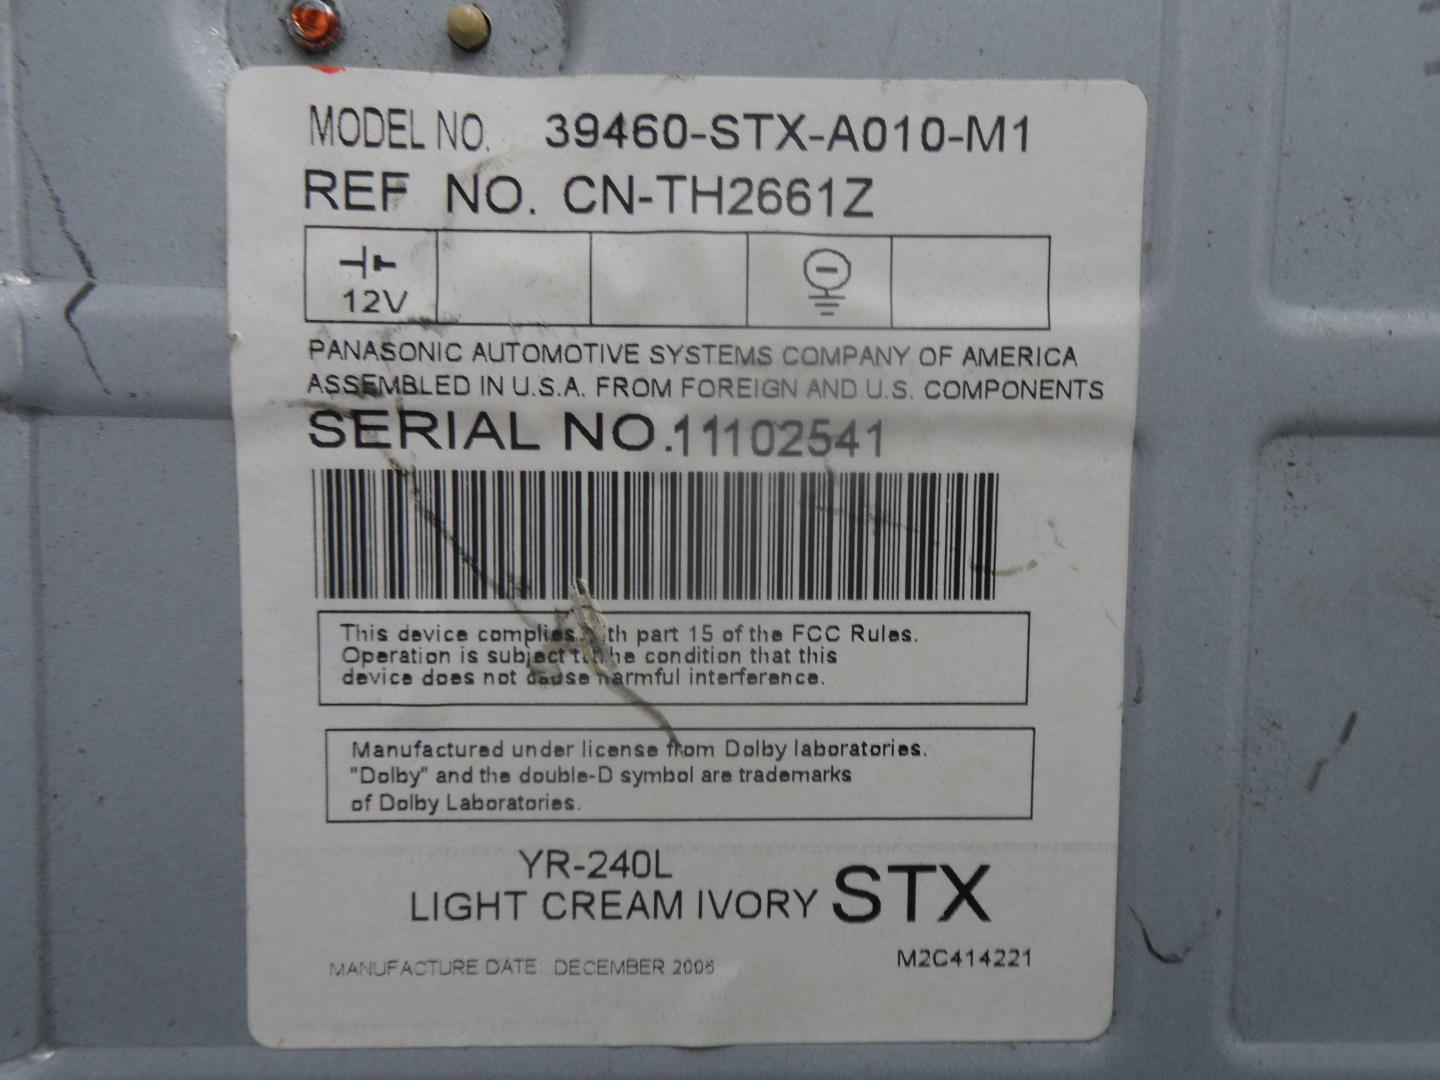 MODEL NO. 39460-STX-A010-M1
REF NO. CN-TH2661Z
12V
PANASONIC AUTOMOTIVE SYSTEMS COMPANY OF AMERICA
ASSEMBLED IN U.S.A. FROM FOREIGN AND U.S. COMPONENTS
SERIAL NO.11102541
This device complies with part 15 of the FCC Rules.
Operation is subject to the condition that this
device does not cause harmful interference.
Manufactured under license from Dolby laboratories.
"Dolby" and the double-D symbol are trademarks
of Dolby Laboratories.
YR-240L
LIGHT CREAM IVORY STX
MANUFACTURE DATE: DECEMBER
M2C414221